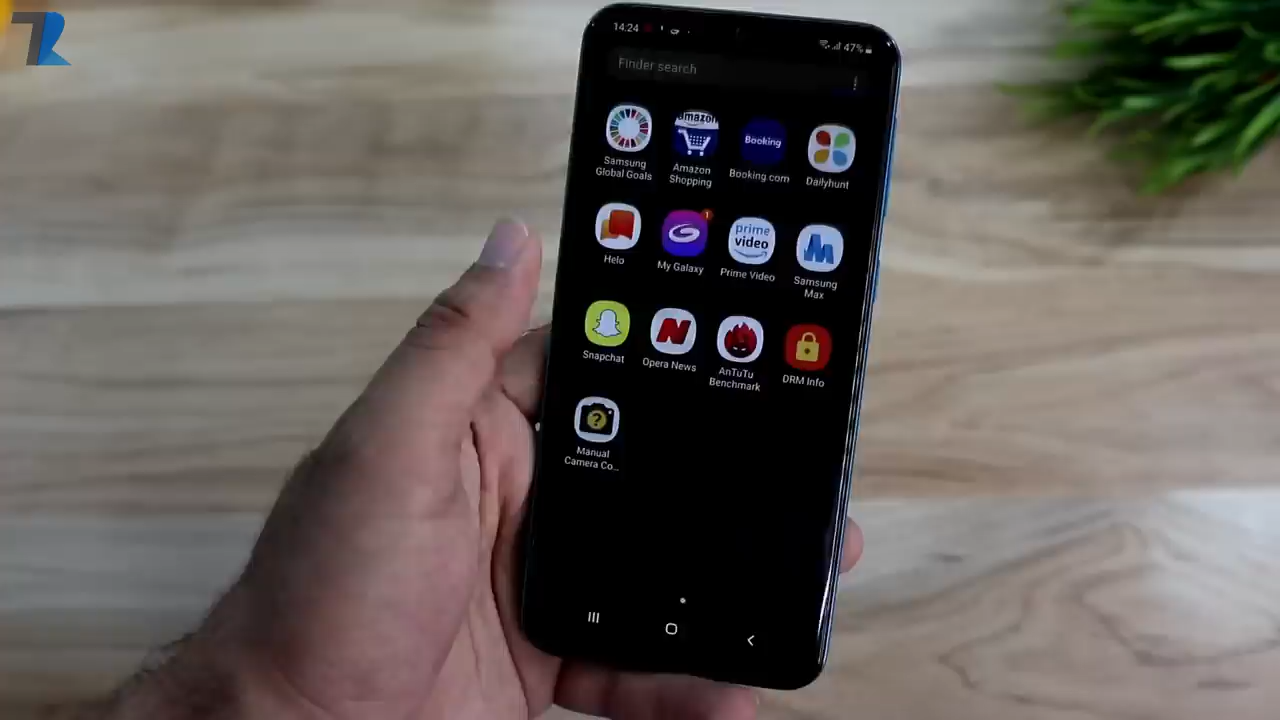 14:24
47%
Finder search
amazon
Booking
Samsung
Global Goals
Amazon
Shopping
Booking.com
Dailyhunt
1
prime
video
Helo
My Galaxy
Prime Video
Samsung
Max
N
Snapchat
Opera News
AnTuTu
Benchmark
DRM Info
?
Manual
Camera Co...